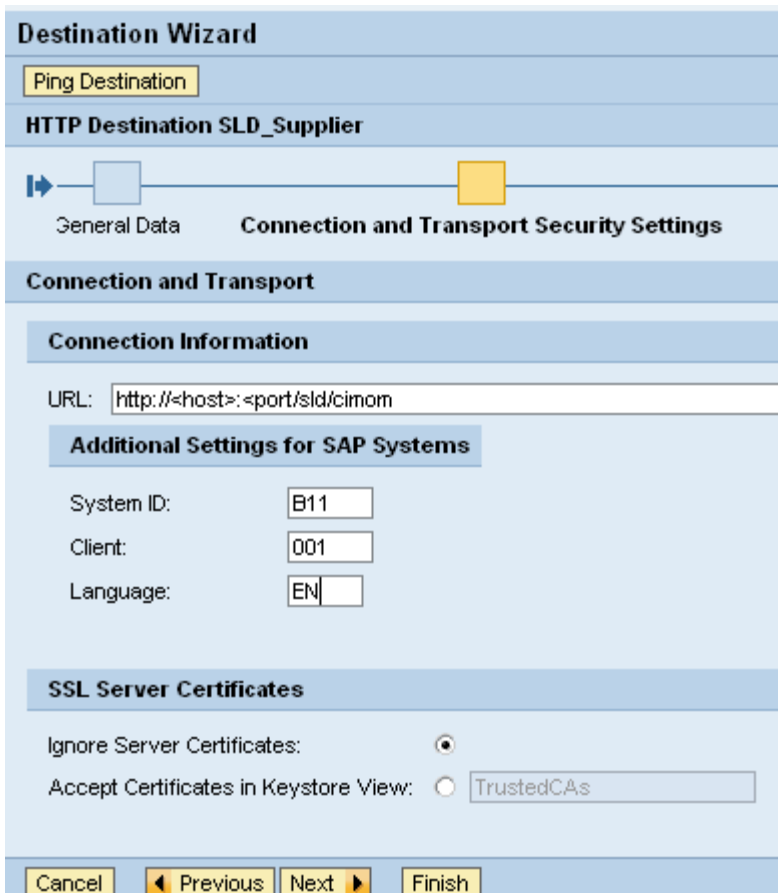 Destination Wizard
Ping Destination
HTTP Destination SLD_Supplier
General Data Connection and Transport Security Settings
Connection and Transport
Connection Information
URL: http://<host>:<port/sld/cimom
Additional Settings for SAP Systems
System ID: B11
Client: 001
Language: EN
SSL Server Certificates
Ignore Server Certificates:
Accept Certificates in Keystore View: TrustedCAs
Cancel Previous Next Finish